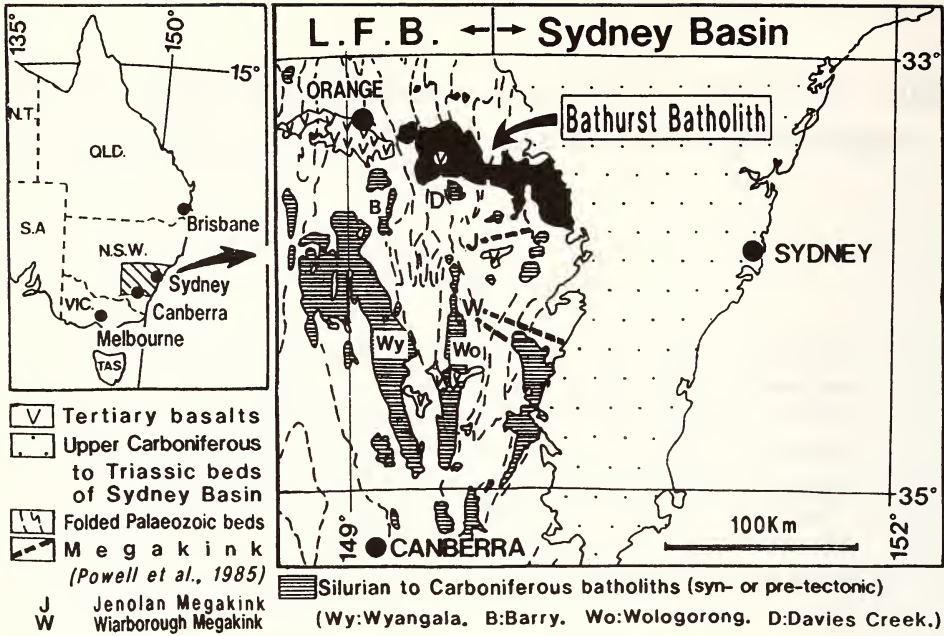 135°
150°
15°
N.T.
QLD.
S.A
Brisbane
N.S.W.
Sydney
Canberra
VIC.
Melbourne
TAS
L.F.B. Sydney Basin
33°
ORANGE
Bathurst Batholith
V V V V V
V
B
D
J
V
SYDNEY
W
Wy
Wo
V
35°
100Km
149°
CANBERRA
152°
V Tertiary basalts
Upper Carboniferous
to Triassic beds
of Sydney Basin
Folded Palaeozoic beds
Megakink
(Powell et al., 1985)
J Jenolan Megakink
W Wiarborough Megakink
Silurian to Carboniferous batholiths (syn- or pre-tectonic)
(Wy:Wyangala. B:Barry. Wo:Wologorong. D:Davies Creek.)